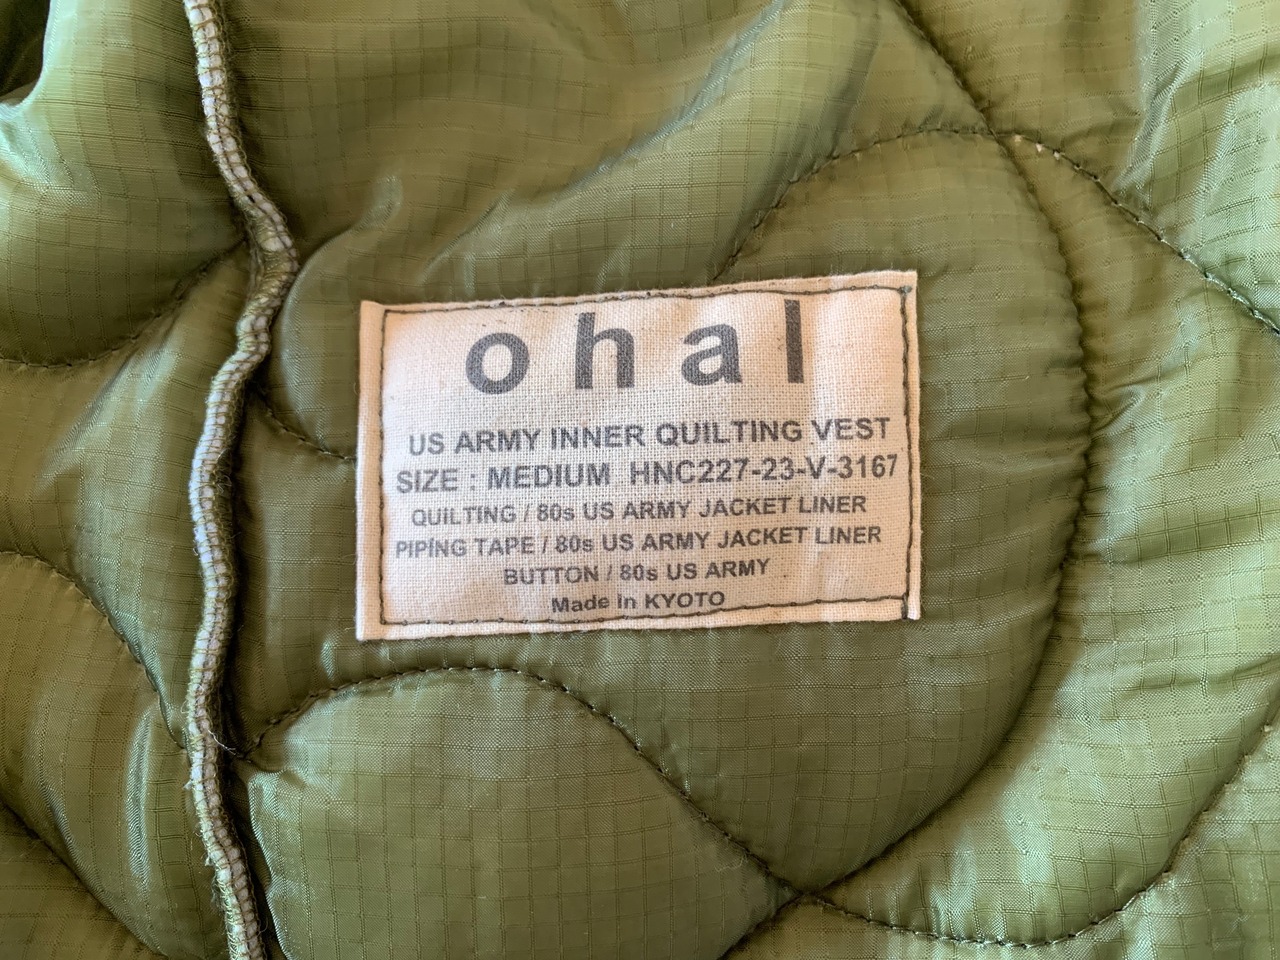 ohal
US ARMY INNER QUILTING VEST
SIZE : MEDIUM HNC227-23-V-3167
QUILTING / 80s US ARMY JACKET LINER
PIPING TAPE / 80s US ARMY JACKET LINER
BUTTON / 80s US ARMY
Made in KYOTO